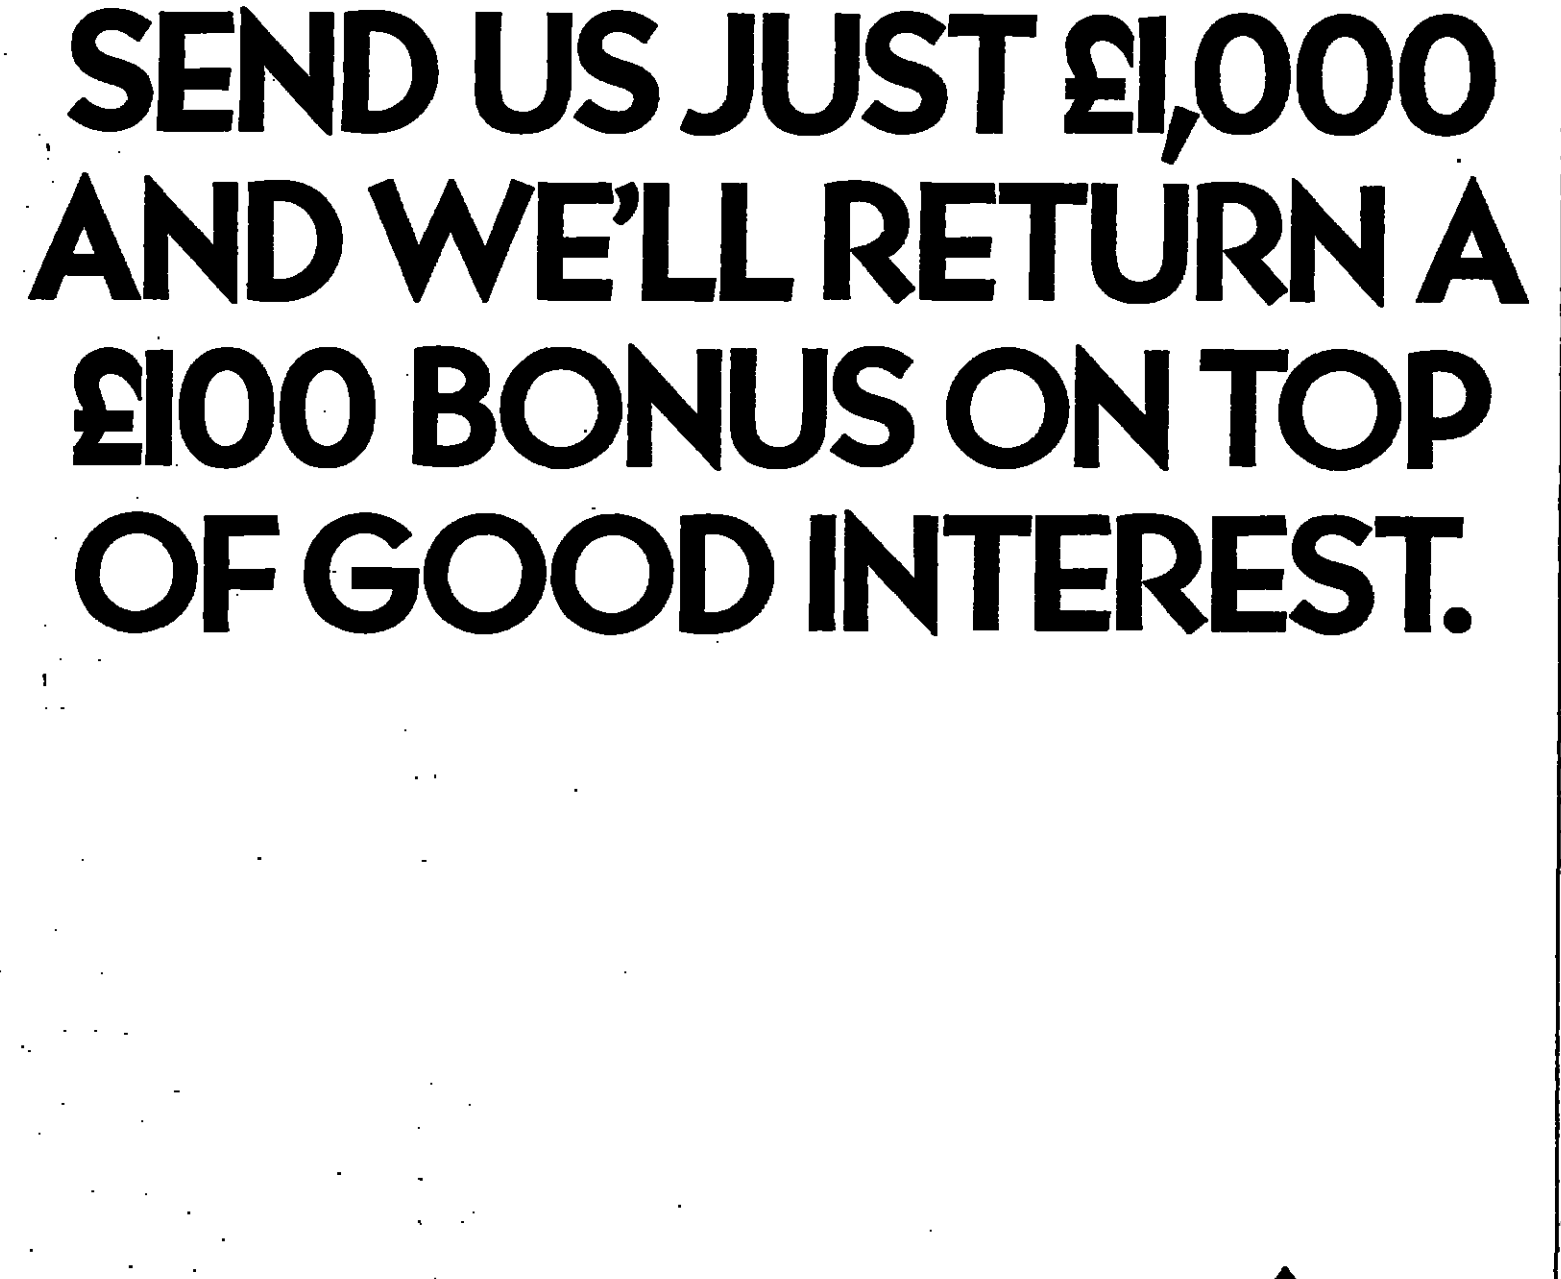 SEND US JUST £1,000
AND WE'LL RETURN A
£100 BONUS ON TOP
OF GOOD INTEREST.